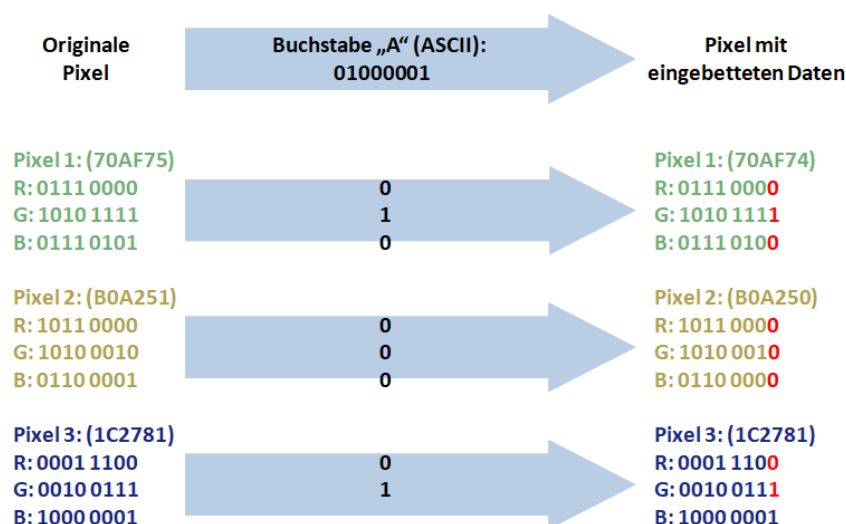 Originale
Pixel
Buchstabe „A“ (ASCII):
01000001
Pixel mit
eingebetteten Daten
Pixel 1: (70AF75)
R: 0111 0000
G: 1010 1111
B: 0111 0101
0
1
0
Pixel 1: (70AF74)
R: 0111 0000
G: 1010 1111
B: 0111 0100
Pixel 2: (B0A251)
R: 1011 0000
G: 1010 0010
B: 0110 0001
0
0
0
Pixel 2: (B0A250)
R: 1011 0000
G: 1010 0010
B: 0110 0000
Pixel 3: (1C2781)
R: 0001 1100
G: 0010 0111
B: 1000 0001
0
1
Pixel 3: (1C2781)
R: 0001 1100
G: 0010 0111
B: 1000 0001